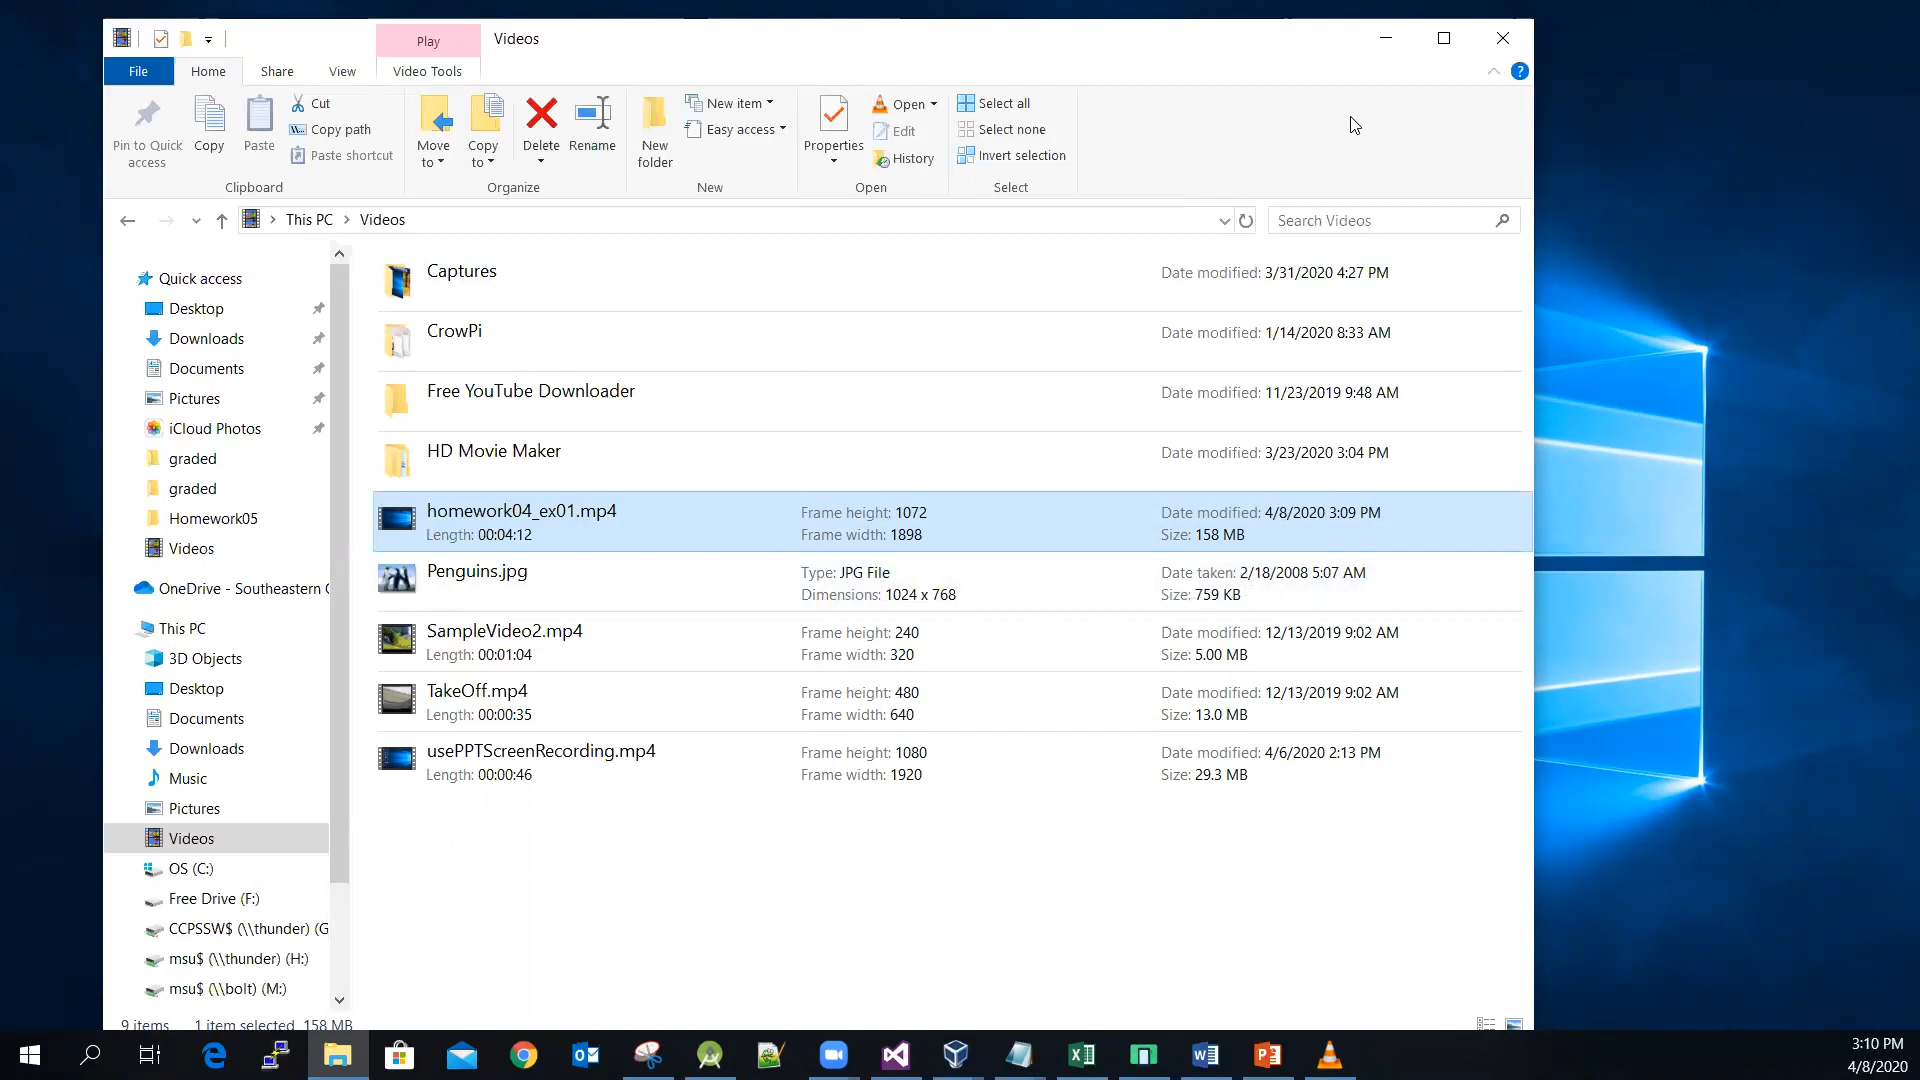 Play
Videos
File
Home
Share
View
Video Tools
Pin to Quick access
Copy
Paste
Cut
Copy path
Paste shortcut
Clipboard
Move to
Copy to
Delete
Rename
Organize
New folder
New item
Easy access
New
Properties
Open
Edit
History
Open
Select all
Select none
Invert selection
Select
This PC > Videos
Search Videos
Quick access
Desktop
Downloads
Documents
Pictures
iCloud Photos
graded
graded
Homework05
Videos
OneDrive - Southeastern
This PC
3D Objects
Desktop
Documents
Downloads
Music
Pictures
Videos
OS (C:)
Free Drive (F:)
CCPSSW$ (\\thunder) (G
msu$ (\\thunder) (H:)
msu$ (\\bolt) (M:)
Captures Date modified: 3/31/2020 4:27 PM
CrowPi Date modified: 1/14/2020 8:33 AM
Free YouTube Downloader Date modified: 11/23/2019 9:48 AM
HD Movie Maker Date modified: 3/23/2020 3:04 PM
homework04_ex01.mp4 Frame height: 1072 Date modified: 4/8/2020 3:09 PM
Length: 00:04:12 Frame width: 1898 Size: 158 MB
Penguins.jpg Type: JPG File Date taken: 2/18/2008 5:07 AM
Dimensions: 1024 x 768 Size: 759 KB
SampleVideo2.mp4 Frame height: 240 Date modified: 12/13/2019 9:02 AM
Length: 00:01:04 Frame width: 320 Size: 5.00 MB
TakeOff.mp4 Frame height: 480 Date modified: 12/13/2019 9:02 AM
Length: 00:00:35 Frame width: 640 Size: 13.0 MB
usePPTScreenRecording.mp4 Frame height: 1080 Date modified: 4/6/2020 2:13 PM
Length: 00:00:46 Frame width: 1920 Size: 29.3 MB
9 items 1 item selected 158 MB
3:10 PM
4/8/2020